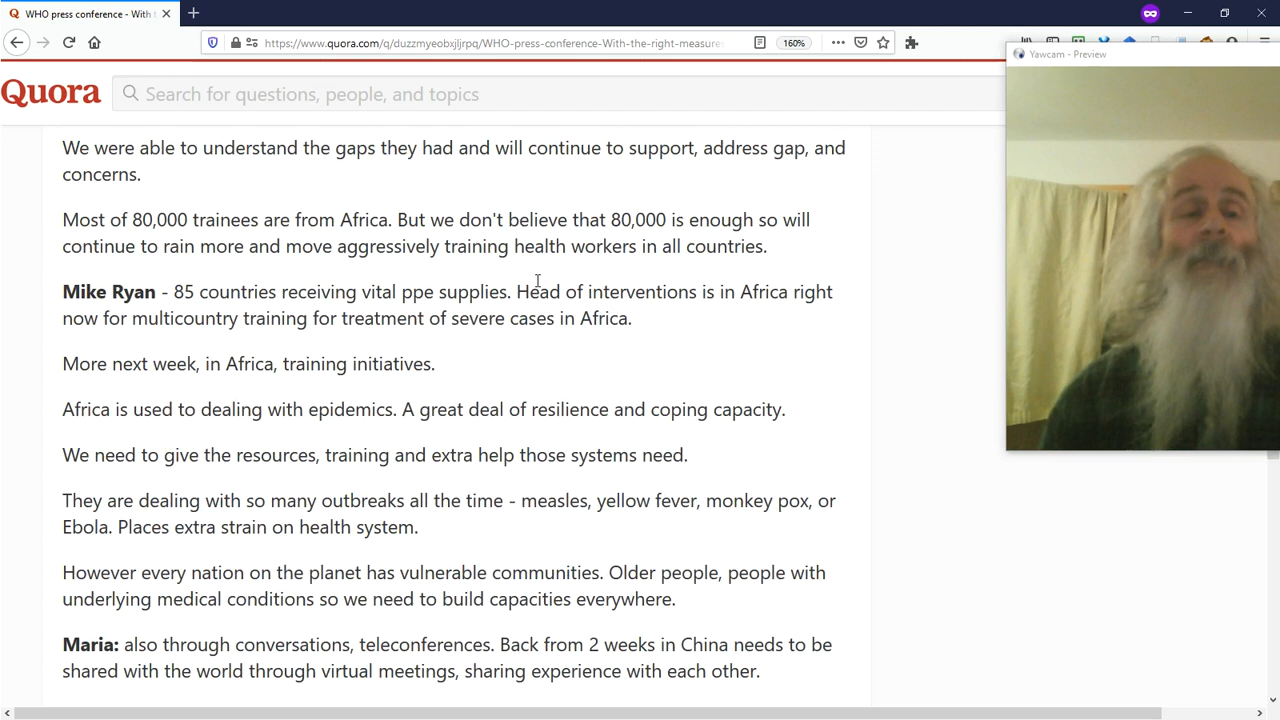 WHO press conference - With t
https://www.quora.com/q/duzzmyeobxjljrpq/WHO-press-conference-With-the-right-measure
160%
Yawcam - Preview
Quora
Search for questions, people, and topics
We were able to understand the gaps they had and will continue to support, address gap, and
concerns.
Most of 80,000 trainees are from Africa. But we don't believe that 80,000 is enough so will
continue to rain more and move aggressively training health workers in all countries.
Mike Ryan - 85 countries receiving vital ppe supplies. Head of interventions is in Africa right
now for multicountry training for treatment of severe cases in Africa.
More next week, in Africa, training initiatives.
Africa is used to dealing with epidemics. A great deal of resilience and coping capacity.
We need to give the resources, training and extra help those systems need.
They are dealing with so many outbreaks all the time - measles, yellow fever, monkey pox, or
Ebola. Places extra strain on health system.
However every nation on the planet has vulnerable communities. Older people, people with
underlying medical conditions so we need to build capacities everywhere.
Maria: also through conversations, teleconferences. Back from 2 weeks in China needs to be
shared with the world through virtual meetings, sharing experience with each other.